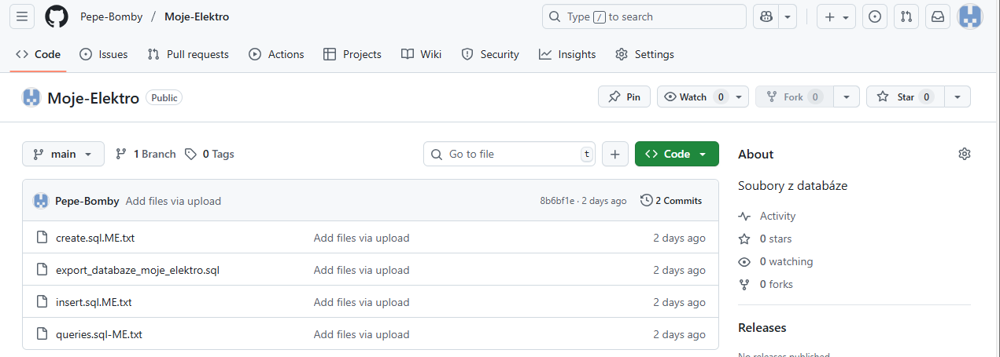 Pepe-Bomby / Moje-Elektro Type / to search
Code Issues Pull requests Actions Projects Wiki Security Insights Settings
Moje-Elektro Public Pin Watch 0 Fork 0 Star 0
main 1 Branch 0 Tags Go to file t Code
About
Soubory z databáze
Activity
0 stars
0 watching
0 forks
Releases
No releases published
Pepe-Bomby Add files via upload 8b6bf1e · 2 days ago 2 Commits
create.sql.ME.txt Add files via upload 2 days ago
export_databaze_moje_elektro.sql Add files via upload 2 days ago
insert.sql.ME.txt Add files via upload 2 days ago
queries.sql-ME.txt Add files via upload 2 days ago